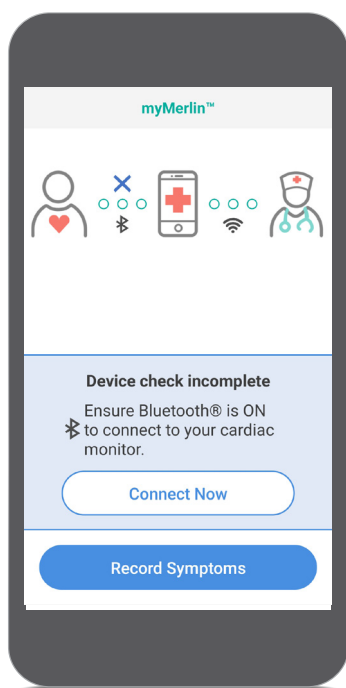 myMerlin™
Device check incomplete
Ensure Bluetooth® is ON
to connect to your cardiac
monitor.
Connect Now
Record Symptoms